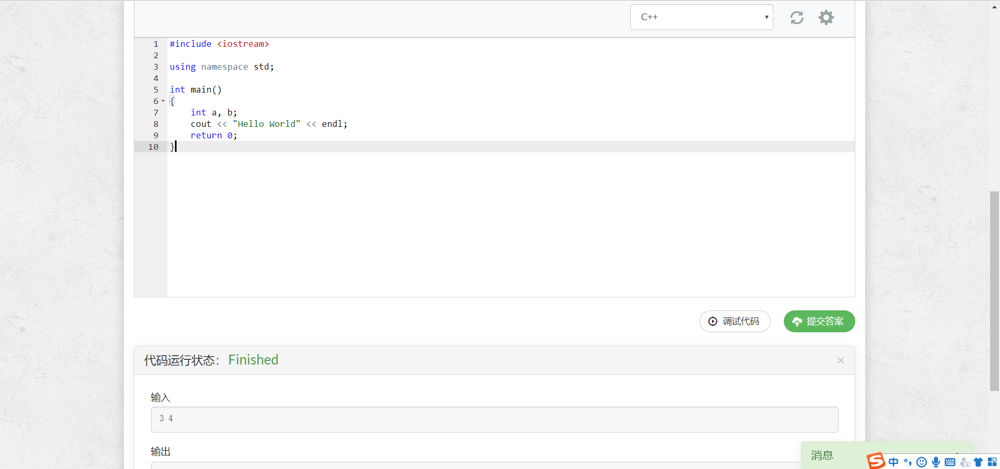 C++
1 #include <iostream>
2
3 using namespace std;
4
5 int main()
6 {
7     int a, b;
8     cout << "Hello World" << endl;
9     return 0;
10 }
调试代码 提交答案
代码运行状态： Finished ×
输入
3 4
输出
消息
S 中